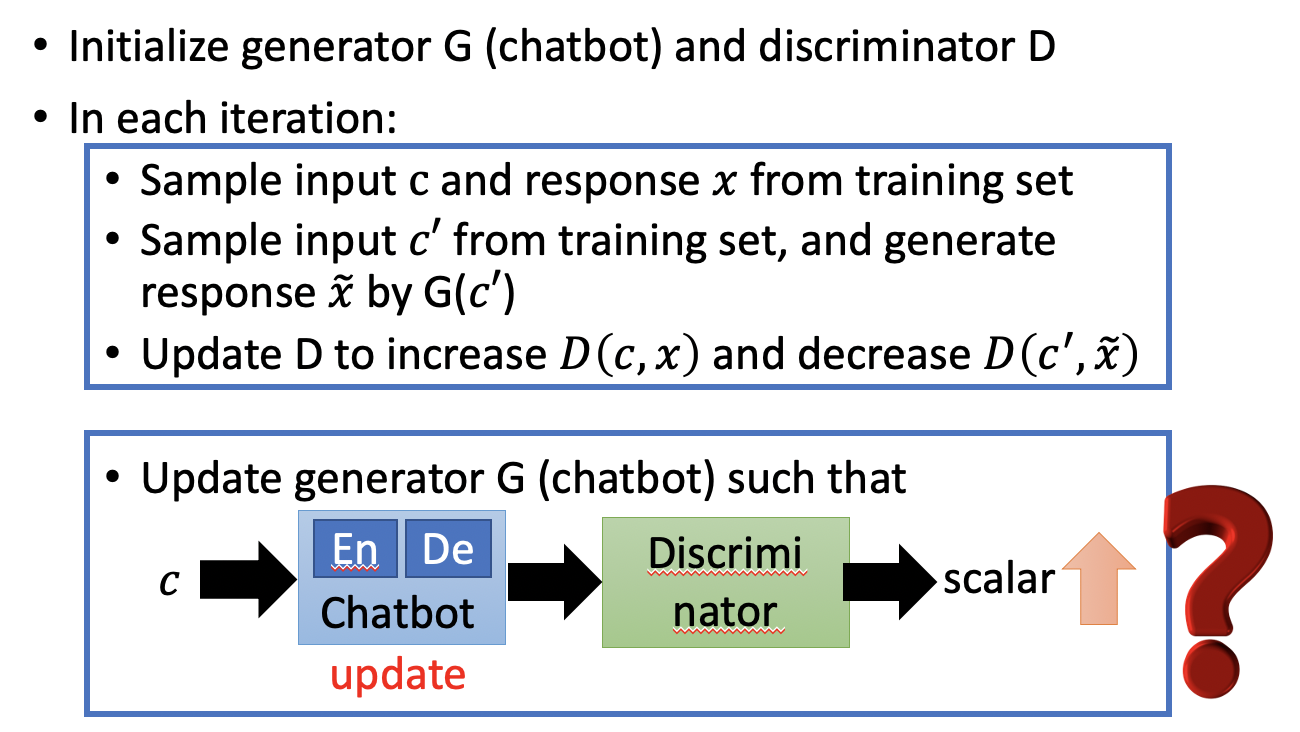 • Initialize generator G (chatbot) and discriminator D
• In each iteration:
• Sample input c and response x from training set
• Sample input c′ from training set, and generate
response x̃ by G(c′)
• Update D to increase D(c, x) and decrease D(c′, x̃)
• Update generator G (chatbot) such that
c
En De
Chatbot
update
Discrimi
nator
scalar
?